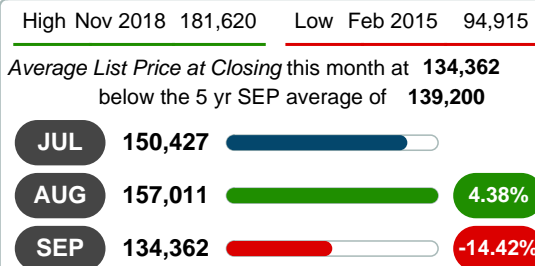 High Nov 2018 181,620 Low Feb 2015 94,915
Average List Price at Closing this month at 134,362
below the 5 yr SEP average of 139,200
JUL 150,427
AUG 157,011 4.38%
SEP 134,362 -14.42%